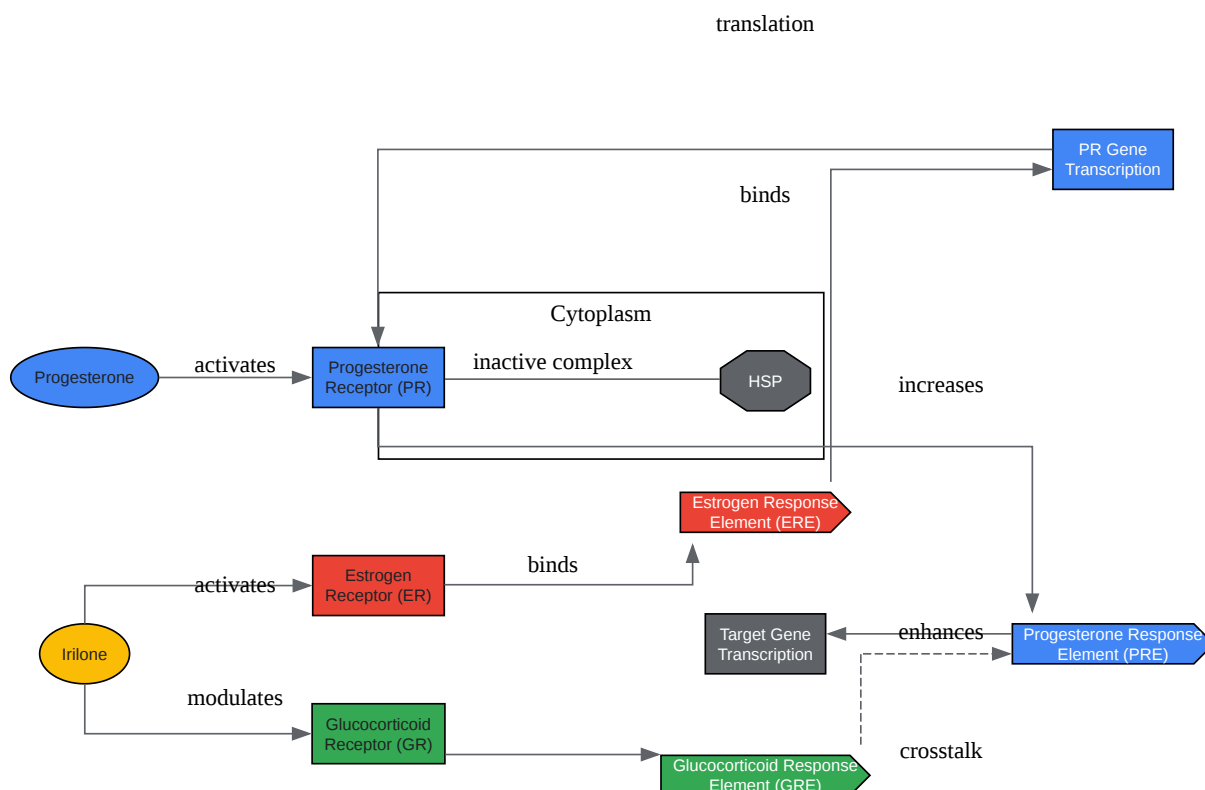 translation
PR Gene
Transcription
binds
Cytoplasm
Progesterone
activates
Progesterone
Receptor (PR)
inactive complex
HSP
increases
Estrogen Response
Element (ERE)
activates
Estrogen
Receptor (ER)
binds
Irilone
Target Gene
Transcription
enhances
Progesterone Response
Element (PRE)
modulates
Glucocorticoid
Receptor (GR)
Glucocorticoid Response
Element (GRE)
crosstalk